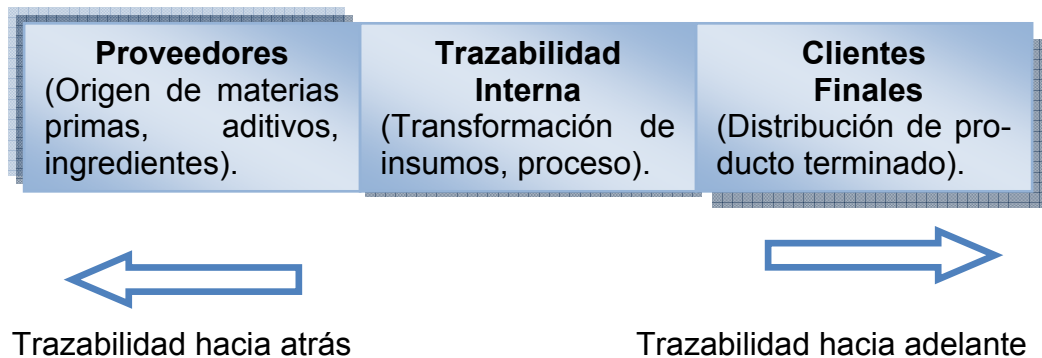 Proveedores
(Origen de materias
primas, aditivos,
ingredientes).
Trazabilidad
Interna
(Transformación de
insumos, proceso).
Clientes
Finales
(Distribución de pro-
ducto terminado).
Trazabilidad hacia atrás
Trazabilidad hacia adelante